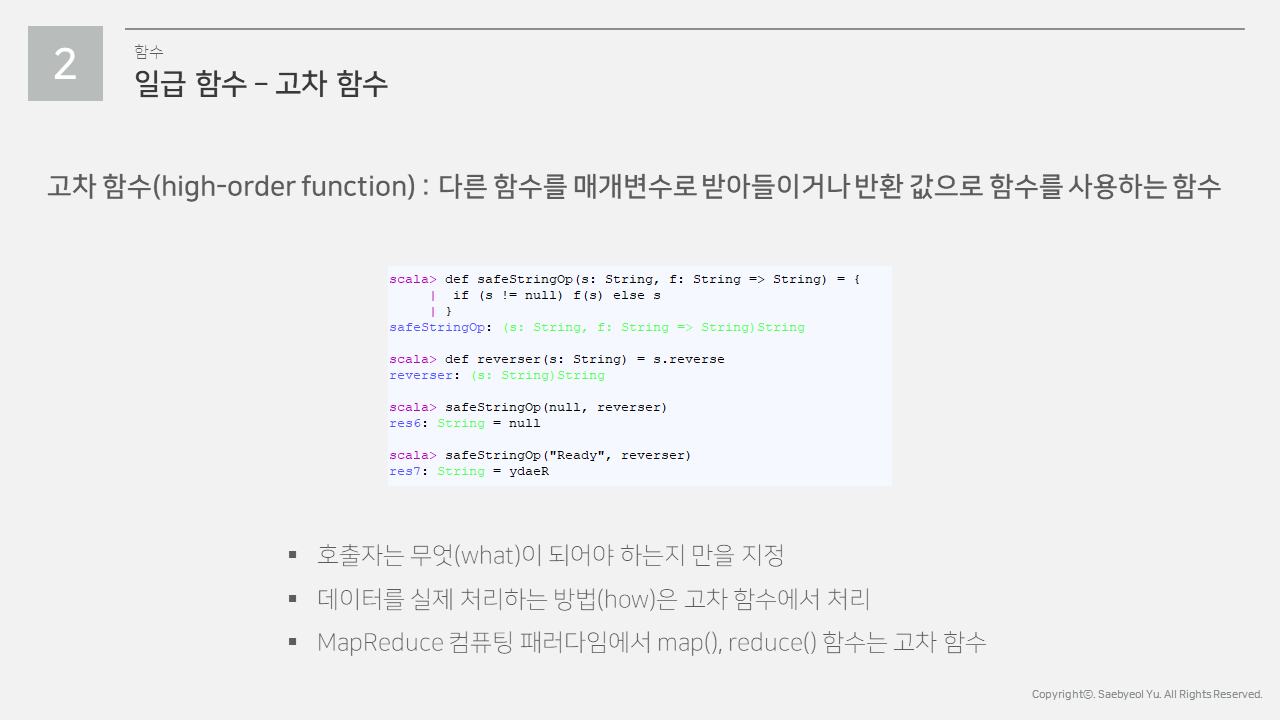 2
함수
일급 함수 – 고차 함수
고차 함수(high-order function) : 다른 함수를 매개변수로 받아들이거나 반환 값으로 함수를 사용하는 함수
scala> def safeStringOp(s: String, f: String => String) = {
     |  if (s != null) f(s) else s
     | }
safeStringOp: (s: String, f: String => String)String
scala> def reverser(s: String) = s.reverse
reverser: (s: String)String
scala> safeStringOp(null, reverser)
res6: String = null
scala> safeStringOp("Ready", reverser)
res7: String = ydaeR
▪ 호출자는 무엇(what)이 되어야 하는지 만을 지정
▪ 데이터를 실제 처리하는 방법(how)은 고차 함수에서 처리
▪ MapReduce 컴퓨팅 패러다임에서 map(), reduce() 함수는 고차 함수
Copyrightⓒ. Saebyeol Yu. All Rights Reserved.